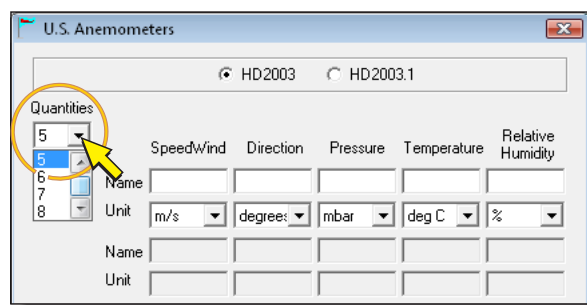 U.S. Anemometers
HD2003 HD2003.1
Quantities
5
5
6
7
8
SpeedWind Direction Pressure Temperature Relative Humidity
Name
Unit m/s degrees mbar deg C %
Name
Unit